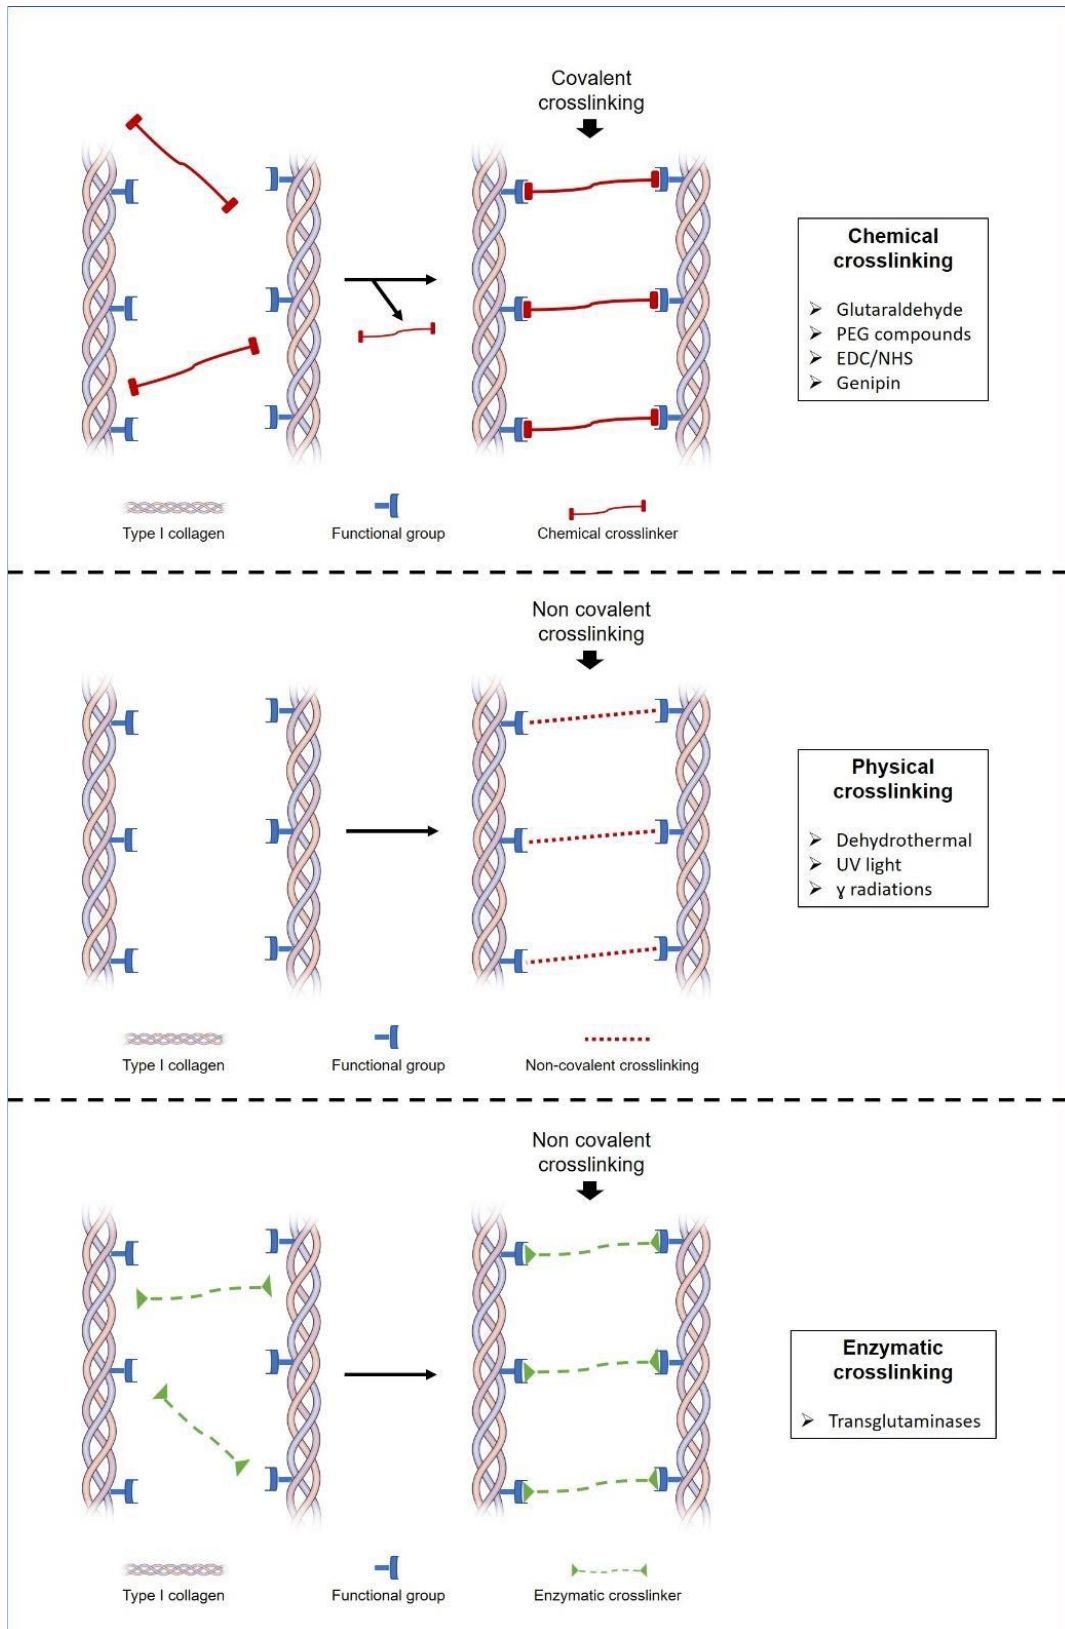 Covalent
crosslinking
Chemical
crosslinking
➢ Glutaraldehyde
➢ PEG compounds
➢ EDC/NHS
➢ Genipin
Type I collagen
Functional group
Chemical crosslinker
Non covalent
crosslinking
Physical
crosslinking
➢ Dehydrothermal
➢ UV light
➢ ɣ radiations
Type I collagen
Functional group
Non-covalent crosslinking
Non covalent
crosslinking
Enzymatic
crosslinking
➢ Transglutaminases
Type I collagen
Functional group
Enzymatic crosslinker